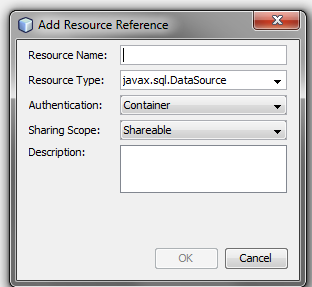 Add Resource Reference
Resource Name:
Resource Type: javax.sql.DataSource
Authentication: Container
Sharing Scope: Shareable
Description:
OK Cancel